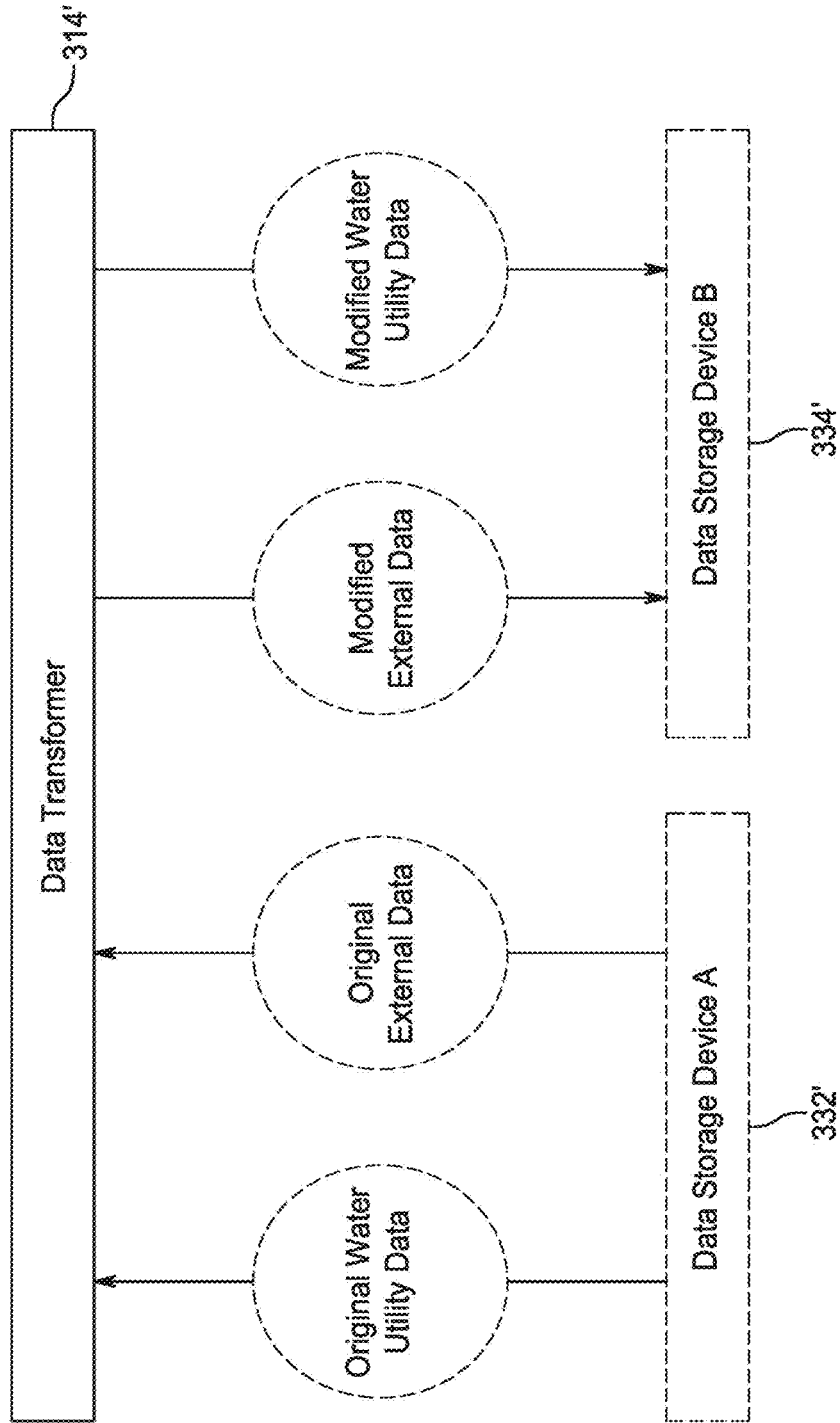 314'
Data Transformer
Original Water
Utility Data
Original
External Data
Modified
External Data
Modified Water
Utility Data
Data Storage Device A
Data Storage Device B
332'
334'